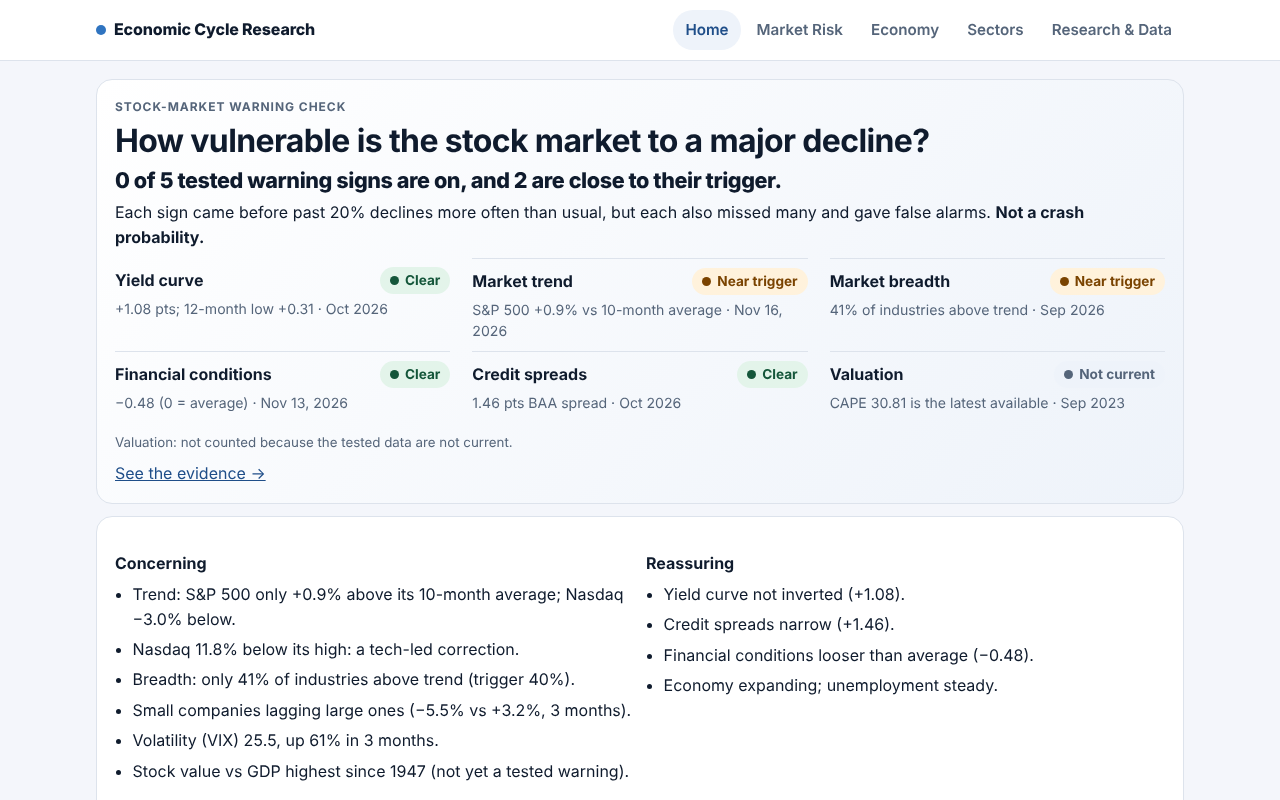 Economic Cycle Research
Home
Market Risk
Economy
Sectors
Research & Data
STOCK-MARKET WARNING CHECK
How vulnerable is the stock market to a major decline?
0 of 5 tested warning signs are on, and 2 are close to their trigger.
Each sign came before past 20% declines more often than usual, but each also missed many and gave false alarms. Not a crash
probability.
Yield curve
Clear
+1.08 pts; 12-month low +0.31 · Oct 2026
Market trend
Near trigger
S&P 500 +0.9% vs 10-month average · Nov 16,
2026
Market breadth
Near trigger
41% of industries above trend · Sep 2026
Financial conditions
Clear
−0.48 (0 = average) · Nov 13, 2026
Credit spreads
Clear
1.46 pts BAA spread · Oct 2026
Valuation
Not current
CAPE 30.81 is the latest available · Sep 2023
Valuation: not counted because the tested data are not current.
See the evidence →
Concerning
• Trend: S&P 500 only +0.9% above its 10-month average; Nasdaq
−3.0% below.
• Nasdaq 11.8% below its high: a tech-led correction.
• Breadth: only 41% of industries above trend (trigger 40%).
• Small companies lagging large ones (−5.5% vs +3.2%, 3 months).
• Volatility (VIX) 25.5, up 61% in 3 months.
• Stock value vs GDP highest since 1947 (not yet a tested warning).
Reassuring
• Yield curve not inverted (+1.08).
• Credit spreads narrow (+1.46).
• Financial conditions looser than average (−0.48).
• Economy expanding; unemployment steady.